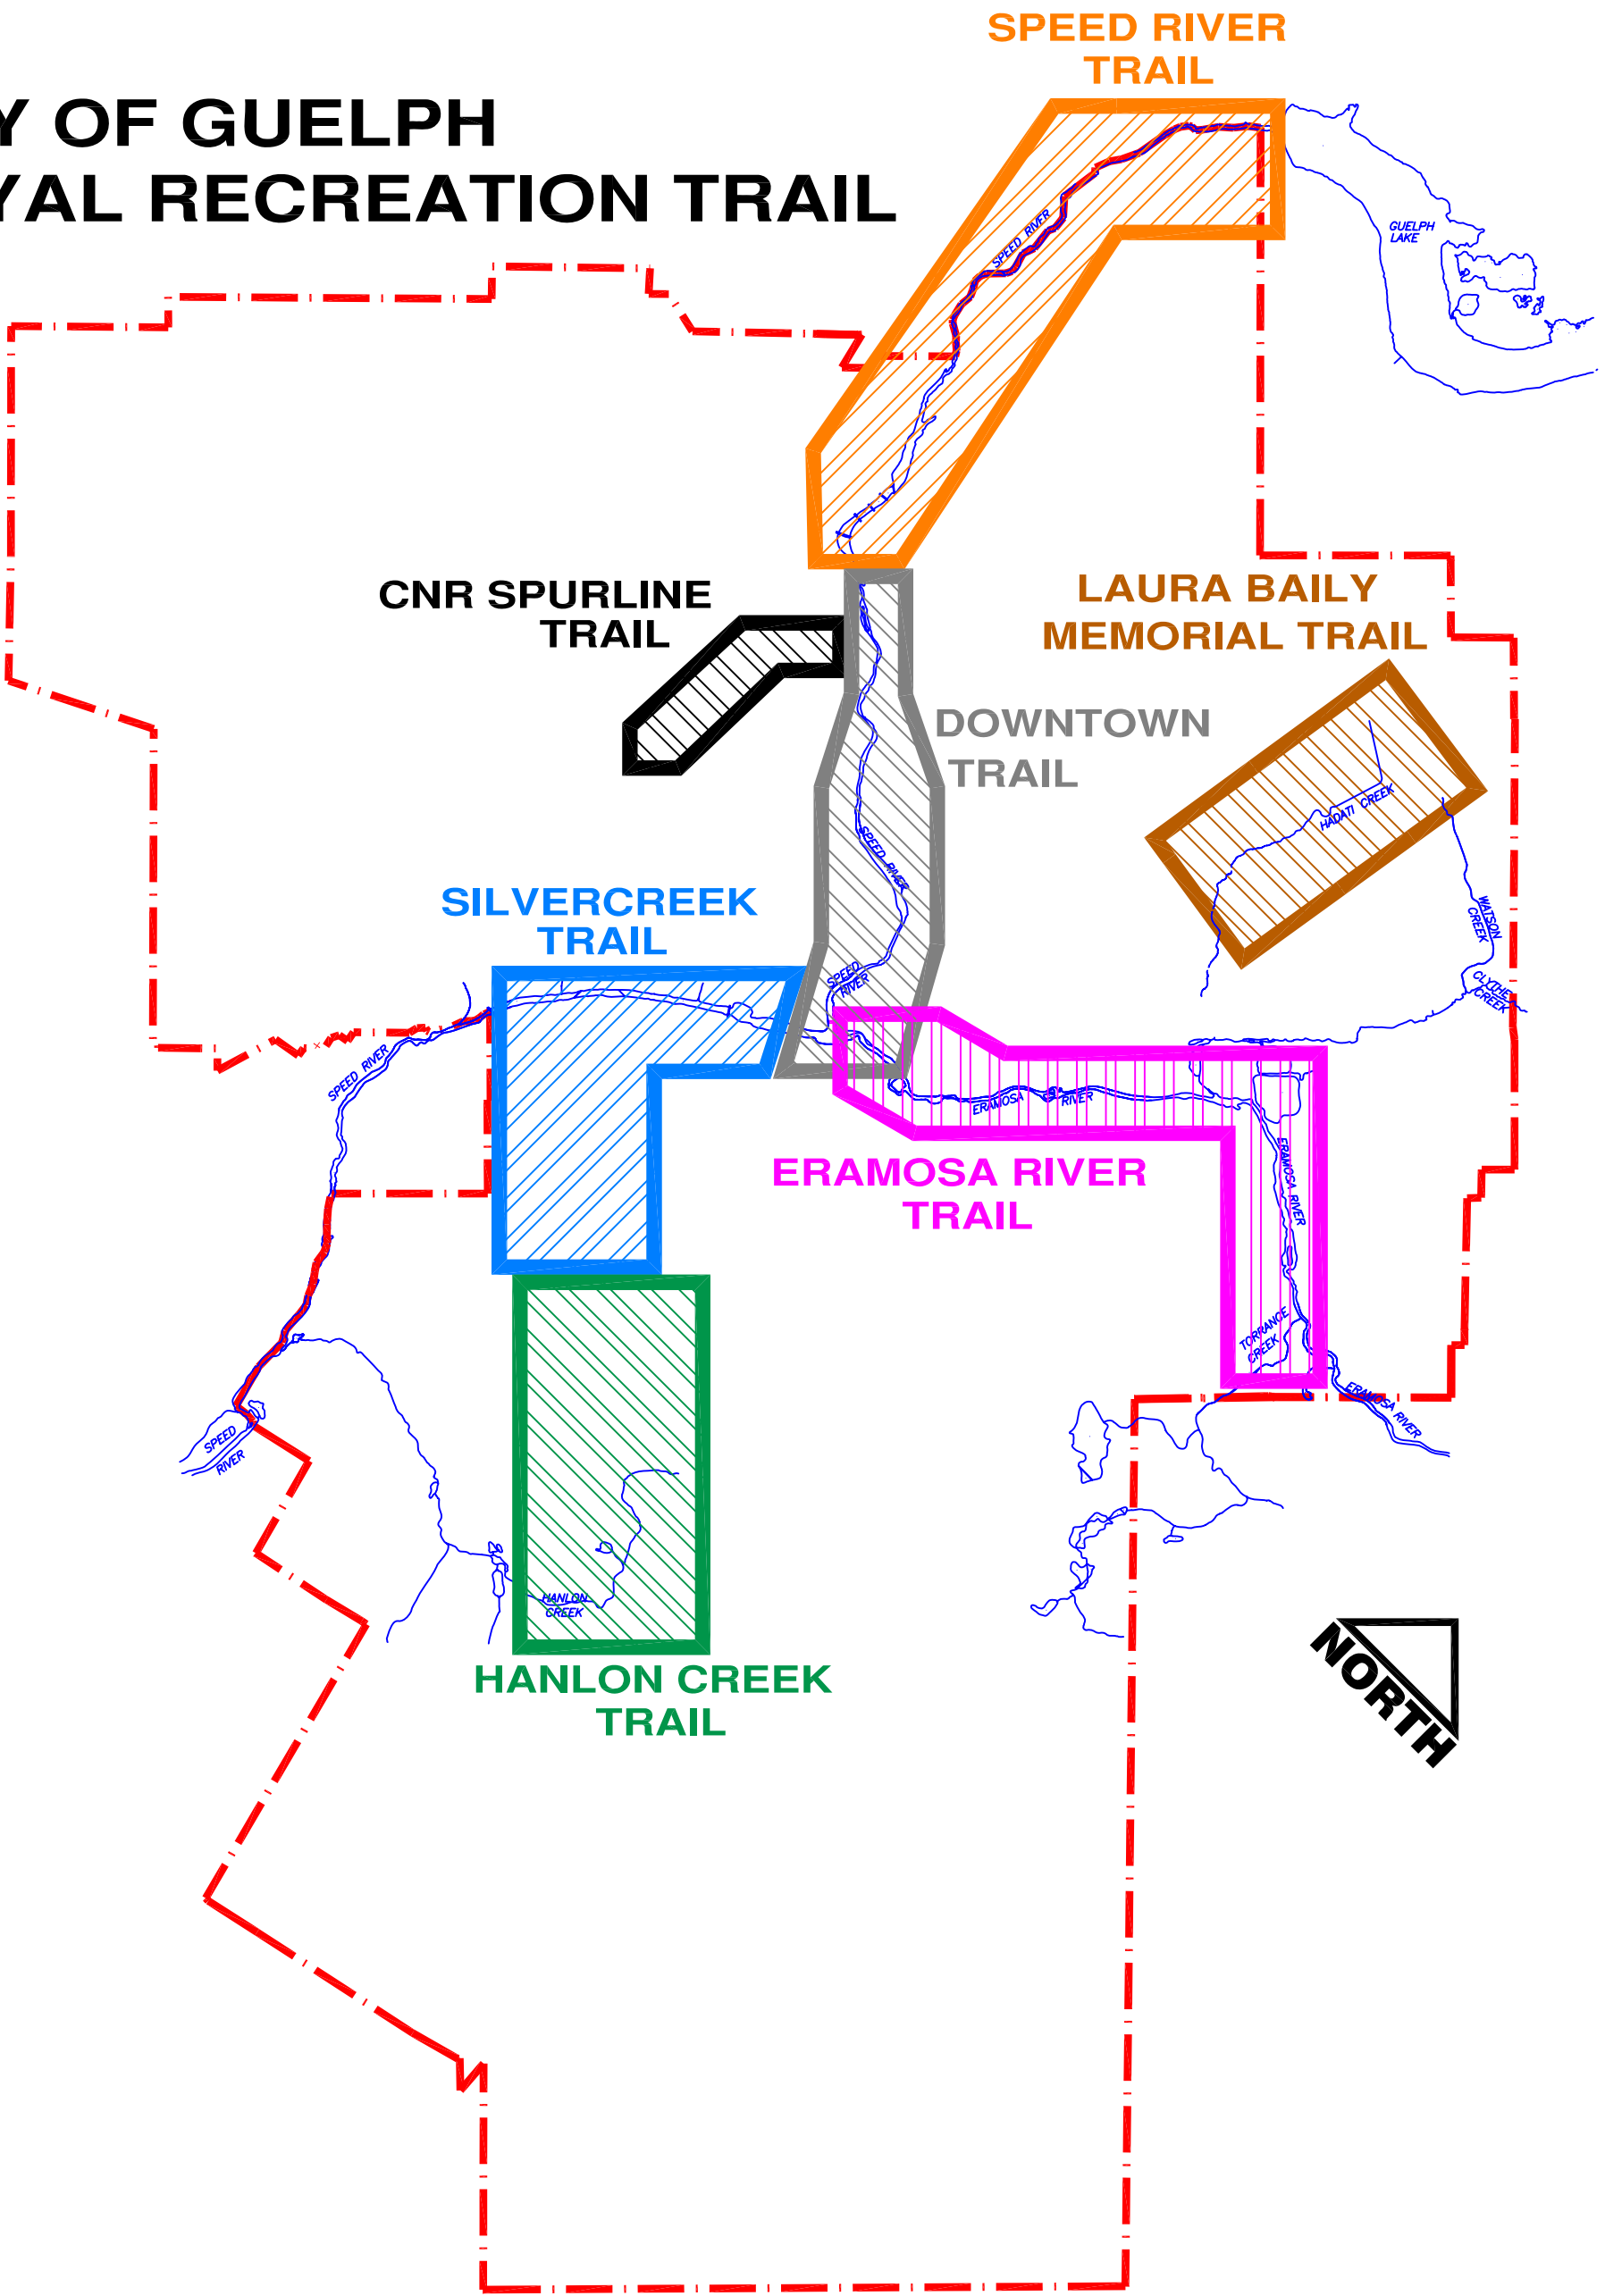 SPEED RIVER
TRAIL
Y OF GUELPH
YAL RECREATION TRAIL
SPEED RIVER
GUELPH
LAKE
CNR SPURLINE
TRAIL
LAURA BAILY
MEMORIAL TRAIL
DOWNTOWN
TRAIL
HADATI CREEK
SPEED RIVER
SILVERCREEK
TRAIL
WATSON
CREEK
SPEED
RIVER
CLYTHE
CREEK
SPEED RIVER
ERAMOSA RIVER
ERAMOSA RIVER
TRAIL
ERAMOSA RIVER
TORRANCE
CREEK
ERAMOSA RIVER
SPEED
RIVER
HANLON
CREEK
HANLON CREEK
TRAIL
NORTH